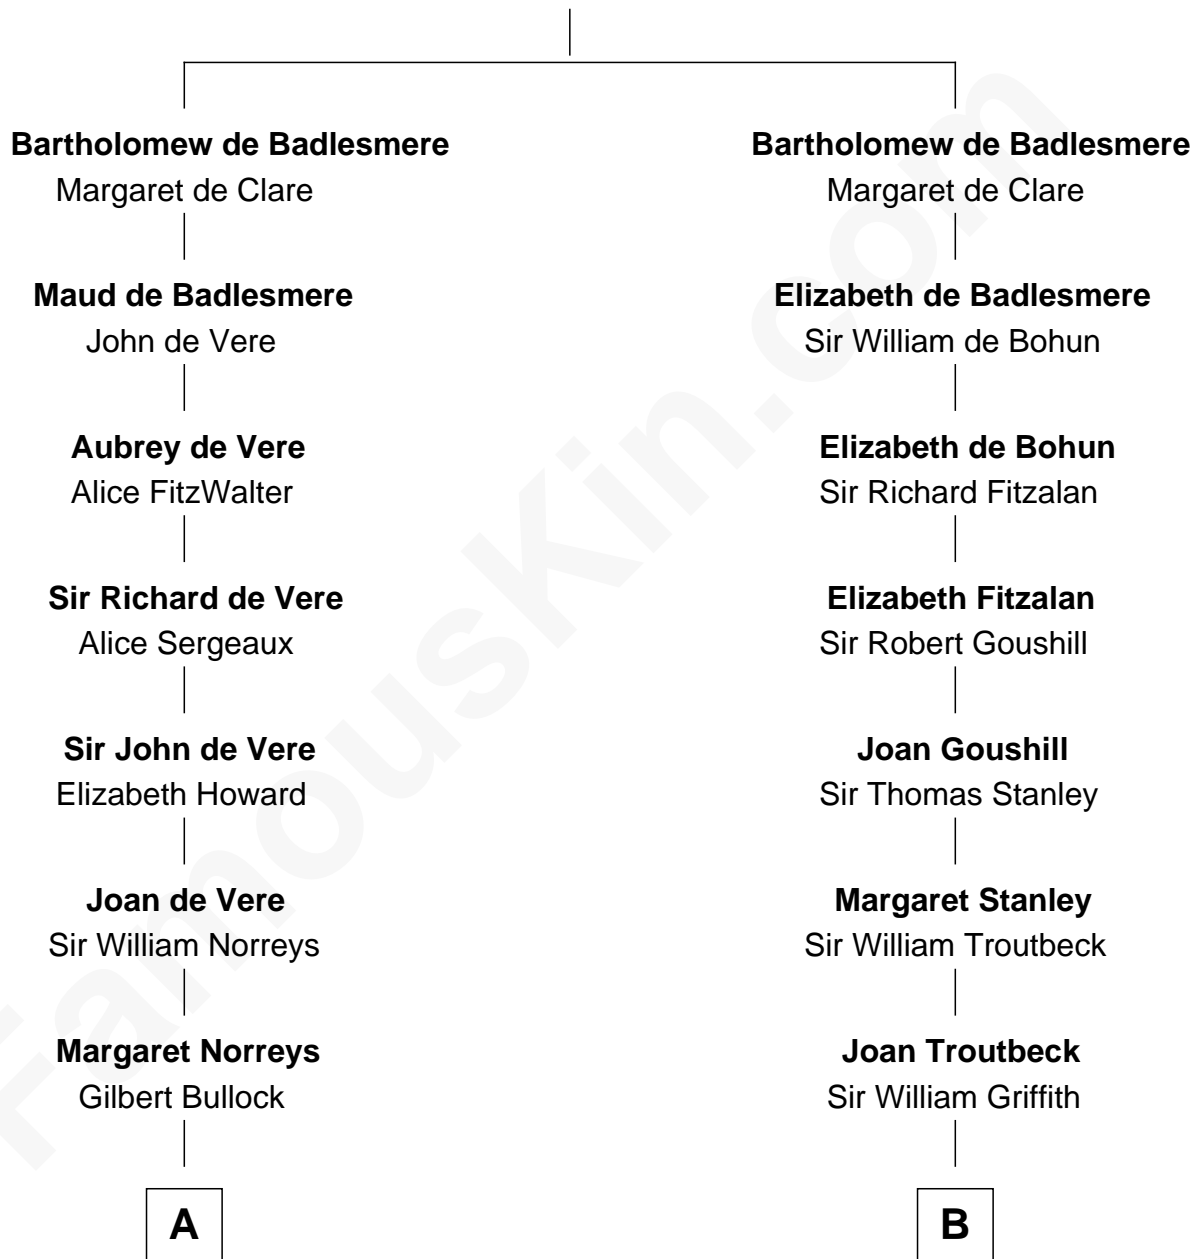 Bartholomew de Badlesmere
Margaret de Clare
Maud de Badlesmere
John de Vere
Aubrey de Vere
Alice FitzWalter
Sir Richard de Vere
Alice Sergeaux
Sir John de Vere
Elizabeth Howard
Joan de Vere
Sir William Norreys
Margaret Norreys
Gilbert Bullock
A
Bartholomew de Badlesmere
Margaret de Clare
Elizabeth de Badlesmere
Sir William de Bohun
Elizabeth de Bohun
Sir Richard Fitzalan
Elizabeth Fitzalan
Sir Robert Goushill
Joan Goushill
Sir Thomas Stanley
Margaret Stanley
Sir William Troutbeck
Joan Troutbeck
Sir William Griffith
B
FamousKin.com